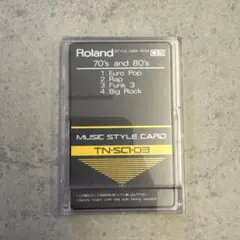 Roland
70's and 80's
1.Euro Pop
2.Rap
3.Funk 3
4.Big Rock
MUSIC STYLE CARD
TN-SC1-03